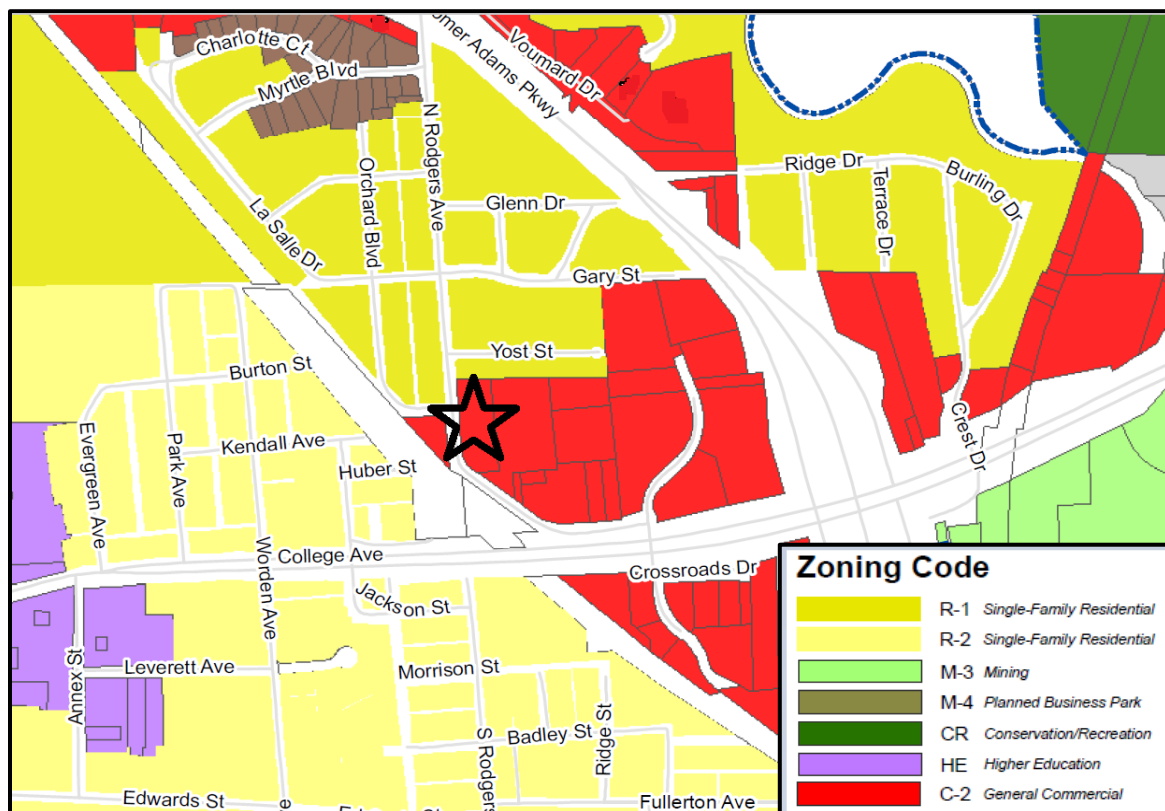 Charlotte Ct
Myrtle Blvd
N Rodgers Ave
omer Adams Pkwy
Voumard Dr
Orchard Blvd
La Salle Dr
Glenn Dr
Gary St
Yost St
Ridge Dr
Terrace Dr
Burling Dr
Crest Dr
Burton St
Evergreen Ave
Park Ave
Kendall Ave
Huber St
Worden Ave
College Ave
Crossroads Dr
Jackson St
Annex St
Leverett Ave
Morrison St
S Rodgers
Badley St
Ridge St
Edwards St
Fullerton Ave
Zoning Code
R-1 Single-Family Residential
R-2 Single-Family Residential
M-3 Mining
M-4 Planned Business Park
CR Conservation/Recreation
HE Higher Education
C-2 General Commercial